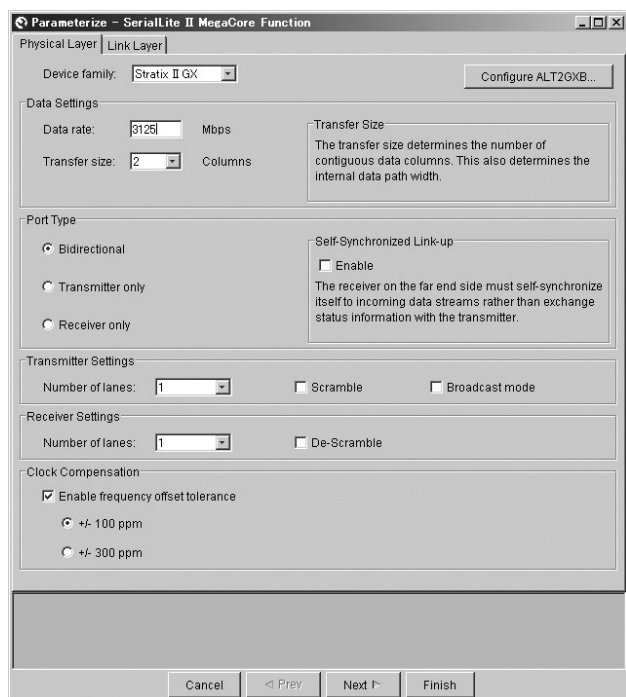 Parameterize - SerialLite II MegaCore Function
Physical Layer Link Layer
Device family: Stratix II GX Configure ALT2GXB...
Data Settings
Data rate: 3125 Mbps
Transfer size: 2 Columns
Transfer Size
The transfer size determines the number of
contiguous data columns. This also determines the
internal data path width.
Port Type
Bidirectional
Transmitter only
Receiver only
Self-Synchronized Link-up
Enable
The receiver on the far end side must self-synchronize
itself to incoming data streams rather than exchange
status information with the transmitter.
Transmitter Settings
Number of lanes: 1 Scramble Broadcast mode
Receiver Settings
Number of lanes: 1 De-Scramble
Clock Compensation
Enable frequency offset tolerance
+/- 100 ppm
+/- 300 ppm
Cancel Prev Next Finish